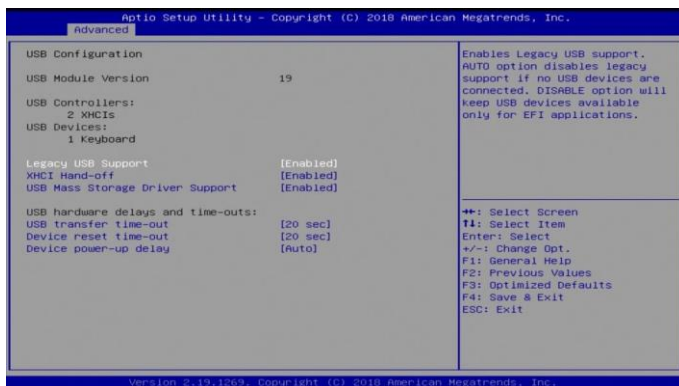 Aptio Setup Utility – Copyright (C) 2018 American Megatrends, Inc.
Advanced
USB Configuration
USB Module Version 19
USB Controllers:
2 XHCIs
USB Devices:
1 Keyboard
Legacy USB Support [Enabled]
XHCI Hand-off [Enabled]
USB Mass Storage Driver Support [Enabled]
USB hardware delays and time-outs:
USB transfer time-out [20 sec]
Device reset time-out [20 sec]
Device power-up delay [Auto]
Enables Legacy USB support.
AUTO option disables legacy
support if no USB devices are
connected. DISABLE option will
keep USB devices available
only for EFI applications.
→←: Select Screen
↑↓: Select Item
Enter: Select
+/-: Change Opt.
F1: General Help
F2: Previous Values
F3: Optimized Defaults
F4: Save & Exit
ESC: Exit
Version 2.19.1269. Copyright (C) 2018 American Megatrends, Inc.